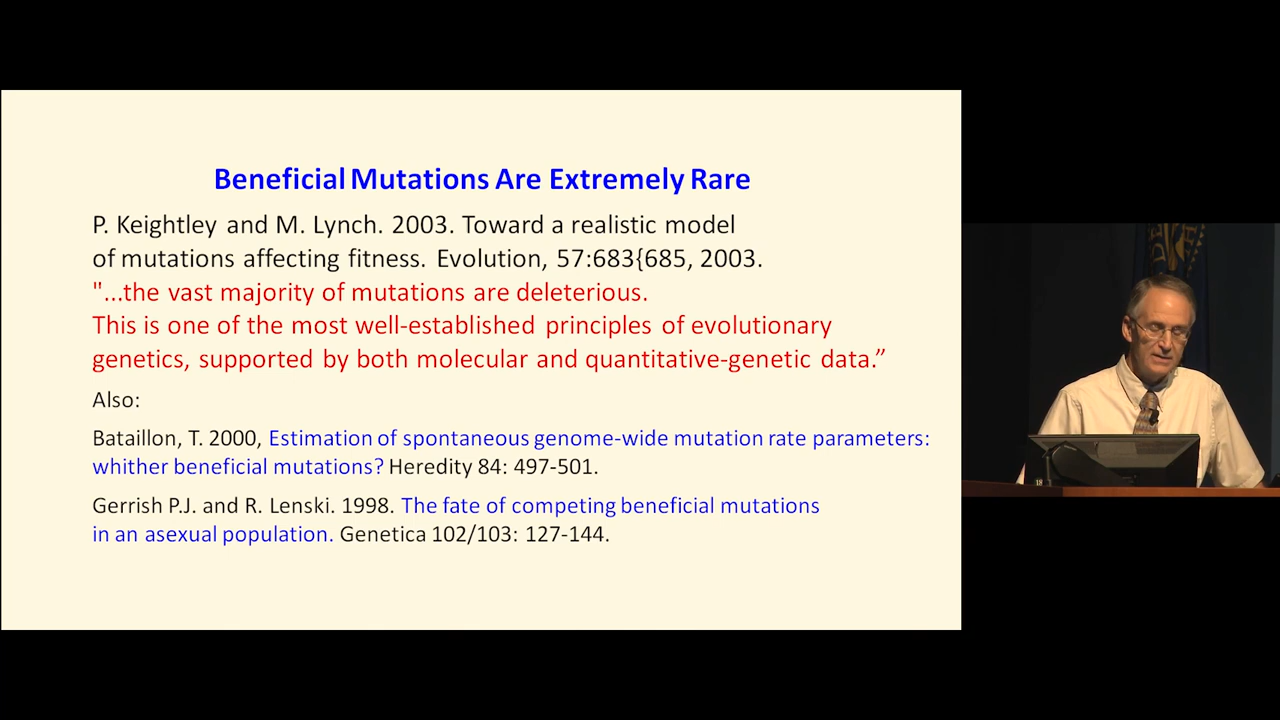 Beneficial Mutations Are Extremely Rare
P. Keightley and M. Lynch. 2003. Toward a realistic model
of mutations affecting fitness. Evolution, 57:683{685, 2003.
"...the vast majority of mutations are deleterious.
This is one of the most well-established principles of evolutionary
genetics, supported by both molecular and quantitative-genetic data.”
Also:
Bataillon, T. 2000, Estimation of spontaneous genome-wide mutation rate parameters:
whither beneficial mutations? Heredity 84: 497-501.
Gerrish P.J. and R. Lenski. 1998. The fate of competing beneficial mutations
in an asexual population. Genetica 102/103: 127-144.